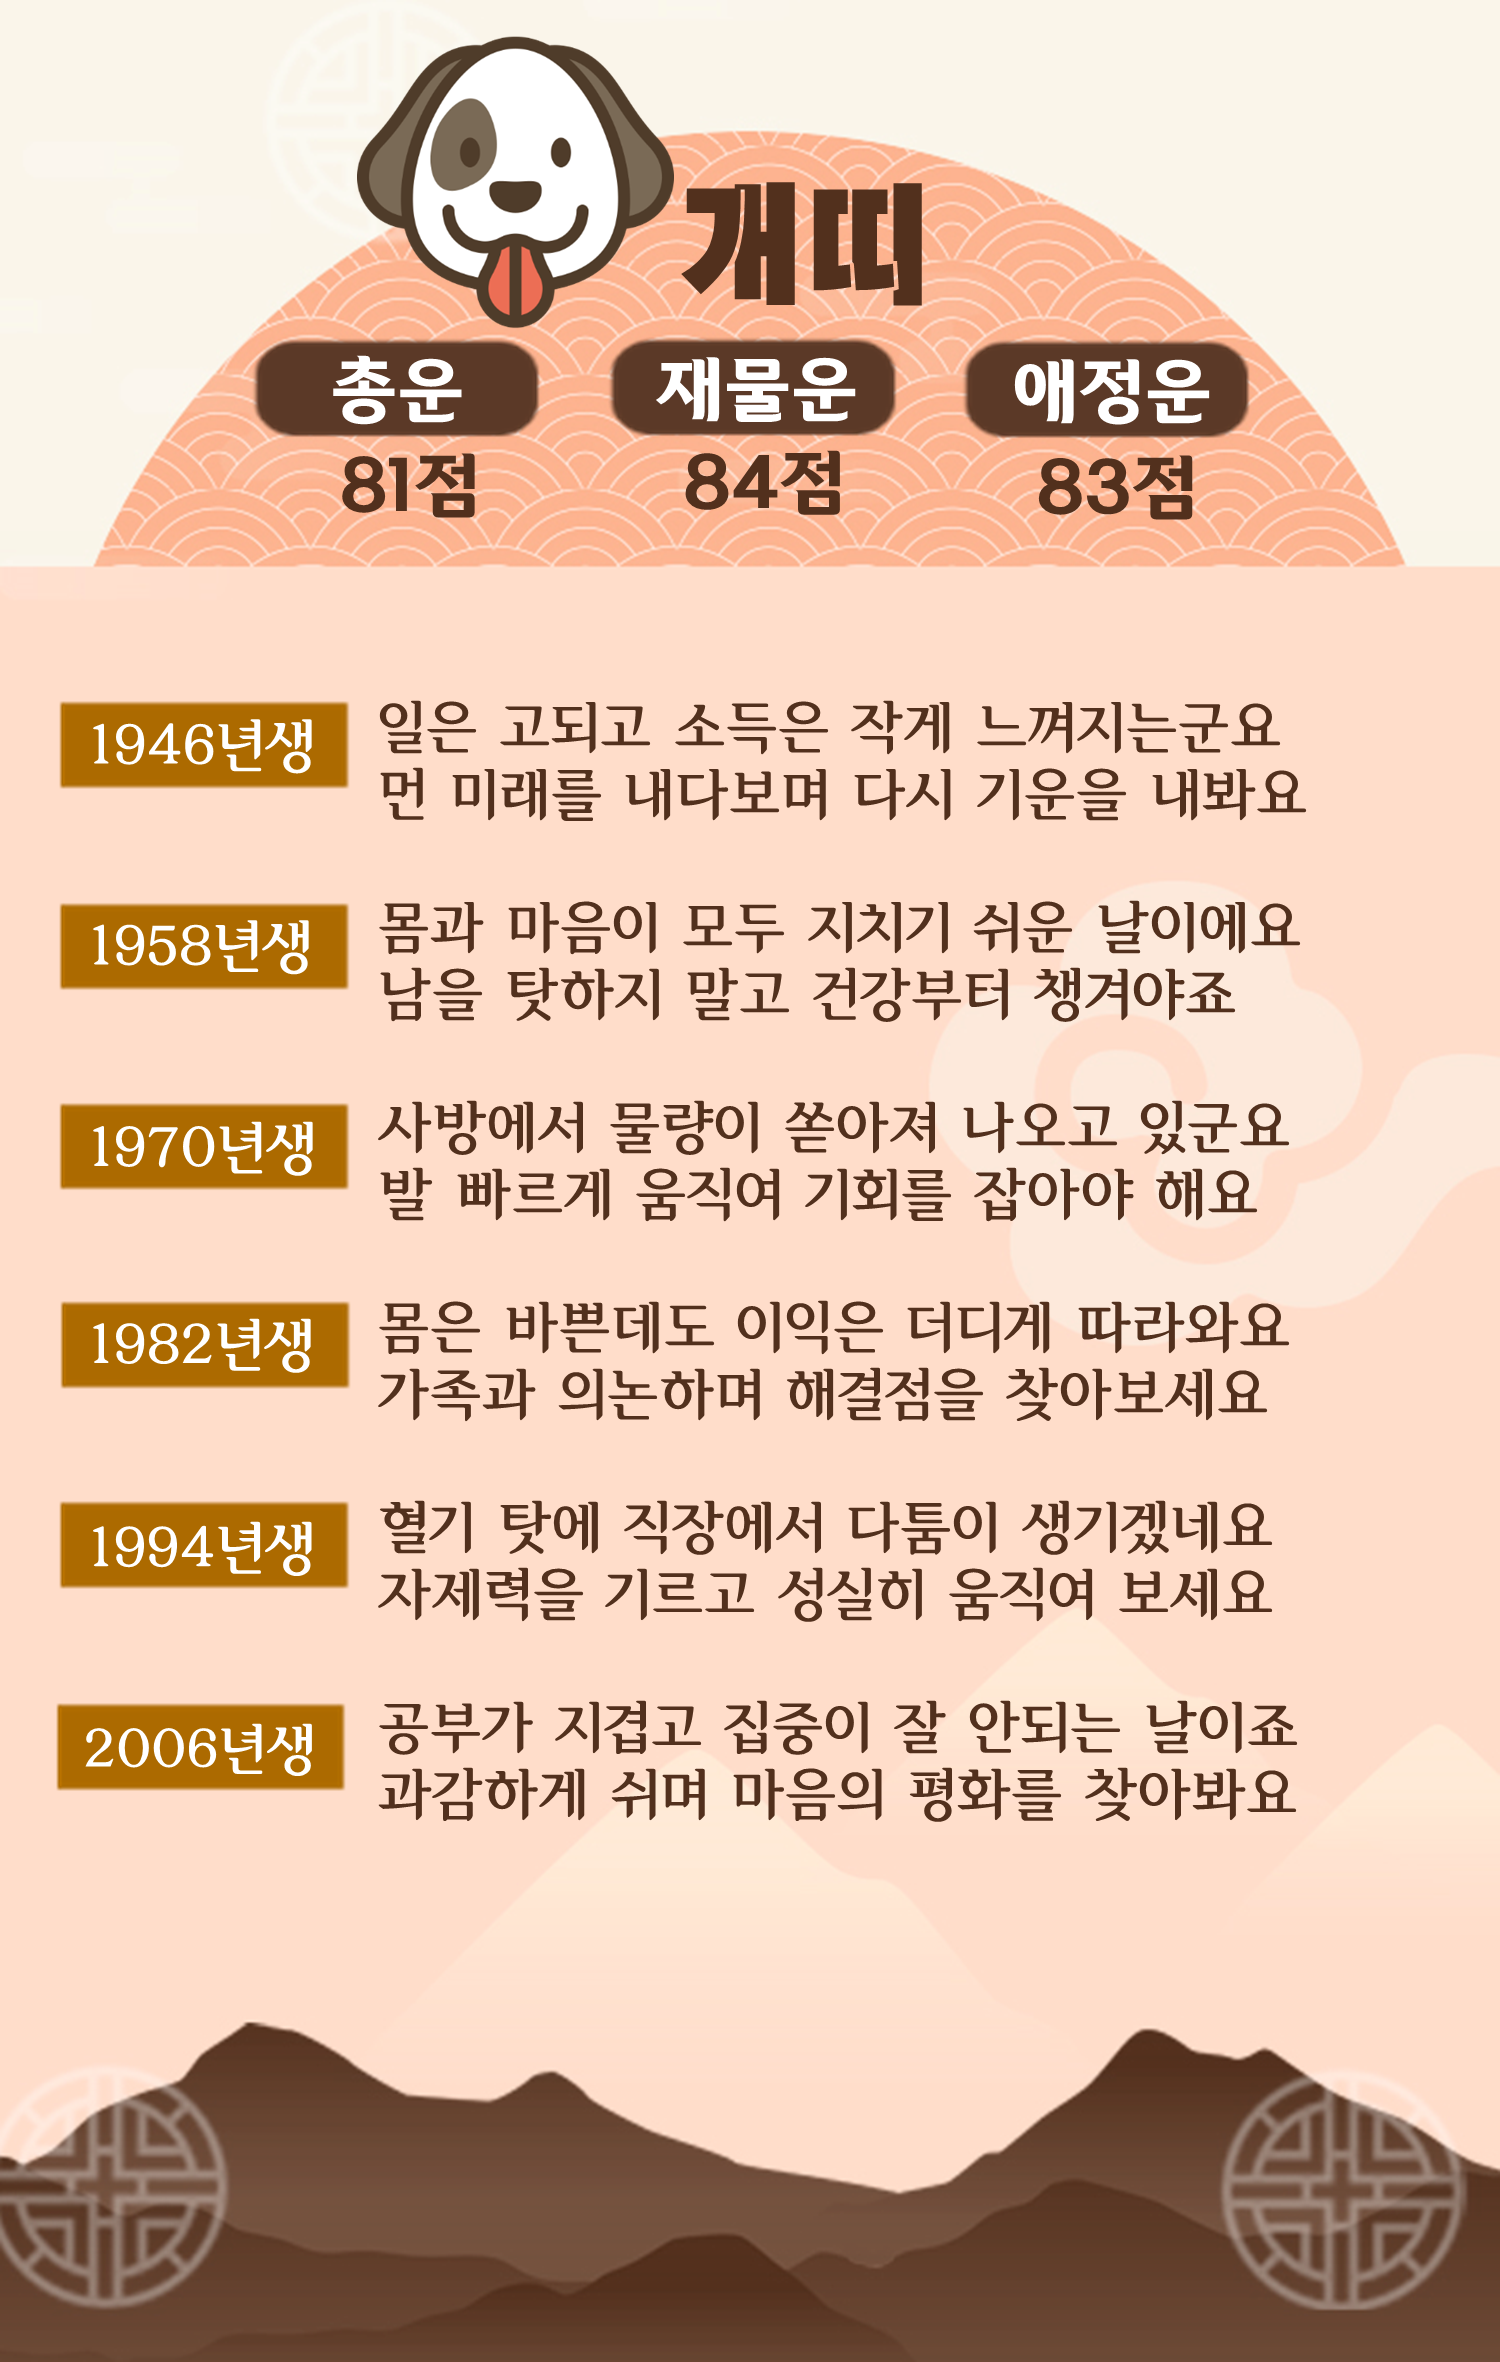 개띠
총운 재물운 애정운
81점 84점 83점
1946년생
일은 고되고 소득은 작게 느껴지는군요
먼 미래를 내다보며 다시 기운을 내봐요
1958년생
몸과 마음이 모두 지치기 쉬운 날이에요
남을 탓하지 말고 건강부터 챙겨야죠
1970년생
사방에서 물량이 쏟아져 나오고 있군요
발 빠르게 움직여 기회를 잡아야 해요
1982년생
몸은 바쁜데도 이익은 더디게 따라와요
가족과 의논하며 해결점을 찾아보세요
1994년생
혈기 탓에 직장에서 다툼이 생기겠네요
자제력을 기르고 성실히 움직여 보세요
2006년생
공부가 지겹고 집중이 잘 안되는 날이죠
과감하게 쉬며 마음의 평화를 찾아봐요